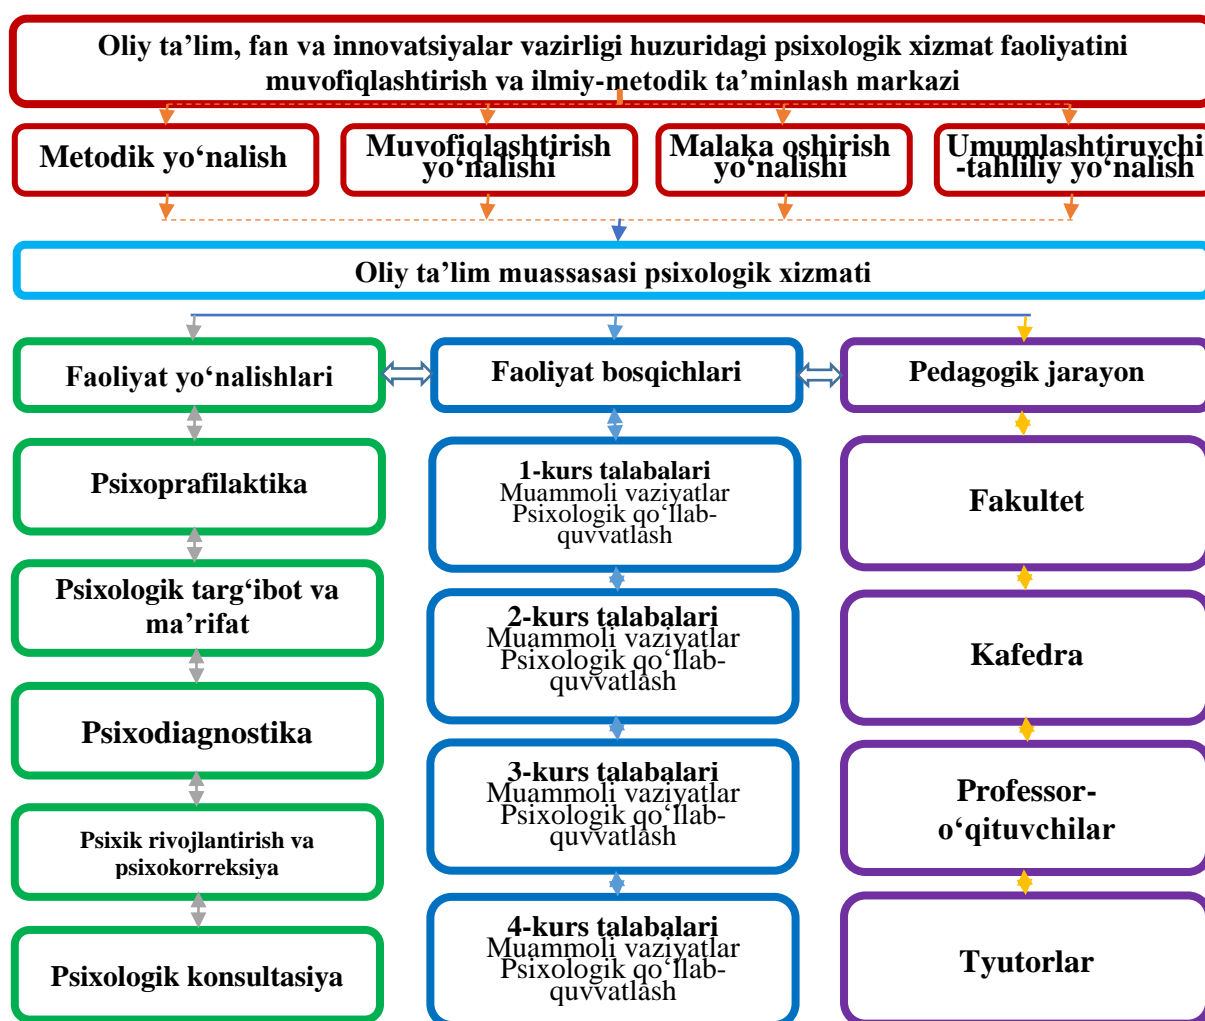 Oliy ta’lim, fan va innovatsiyalar vazirligi huzuridagi psixologik xizmat faoliyatini
muvofiqlashtirish va ilmiy-metodik ta’minlash markazi
Metodik yo‘nalish
Muvofiqlashtirish
yo‘nalishi
Malaka oshirish
yo‘nalishi
Umumlashtiruvchi
-tahliliy yo‘nalish
Oliy ta’lim muassasasi psixologik xizmati
Faoliyat yo‘nalishlari
Faoliyat bosqichlari
Pedagogik jarayon
Psixoprafilaktika
Psixologik targ‘ibot va
ma’rifat
Psixodiagnostika
Psixik rivojlantirish va
psixokorreksiya
Psixologik konsultasiya
1-kurs talabalari
Muammoli vaziyatlar
Psixologik qo‘llab-
quvvatlash
2-kurs talabalari
Muammoli vaziyatlar
Psixologik qo‘llab-
quvvatlash
3-kurs talabalari
Muammoli vaziyatlar
Psixologik qo‘llab-
quvvatlash
4-kurs talabalari
Muammoli vaziyatlar
Psixologik qo‘llab-
quvvatlash
Fakultet
Kafedra
Professor-
o‘qituvchilar
Tyutorlar